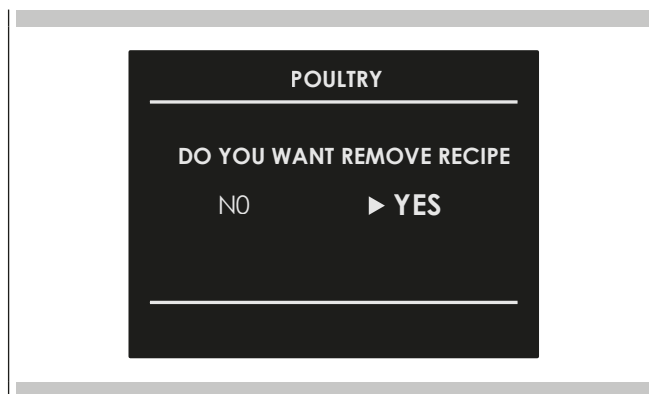 POULTRY
DO YOU WANT REMOVE RECIPE
N0 ▶ YES